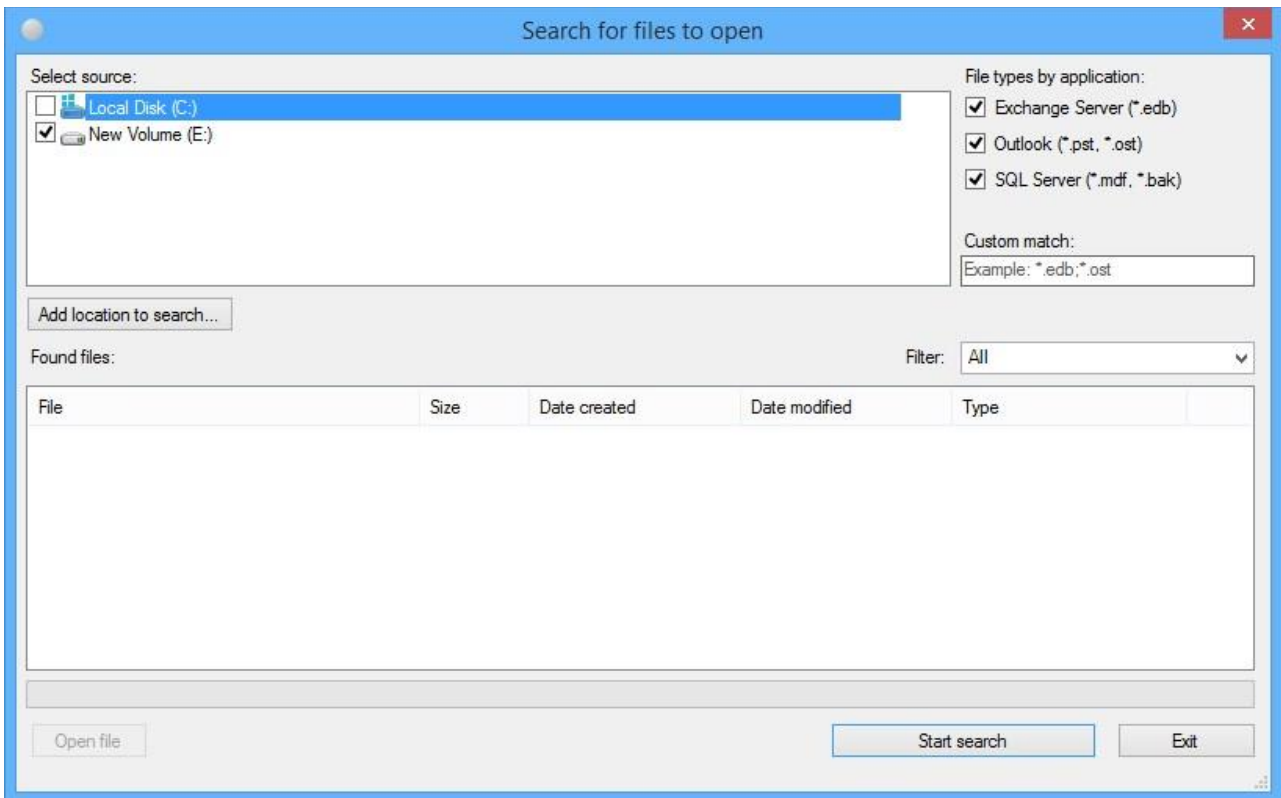 Search for files to open
Select source:
Local Disk (C:)
New Volume (E:)
File types by application:
Exchange Server (*.edb)
Outlook (*.pst, *.ost)
SQL Server (*.mdf, *.bak)
Custom match:
Example: *.edb;*.ost
Add location to search...
Found files:
Filter: All
File Size Date created Date modified Type
Open file Start search Exit